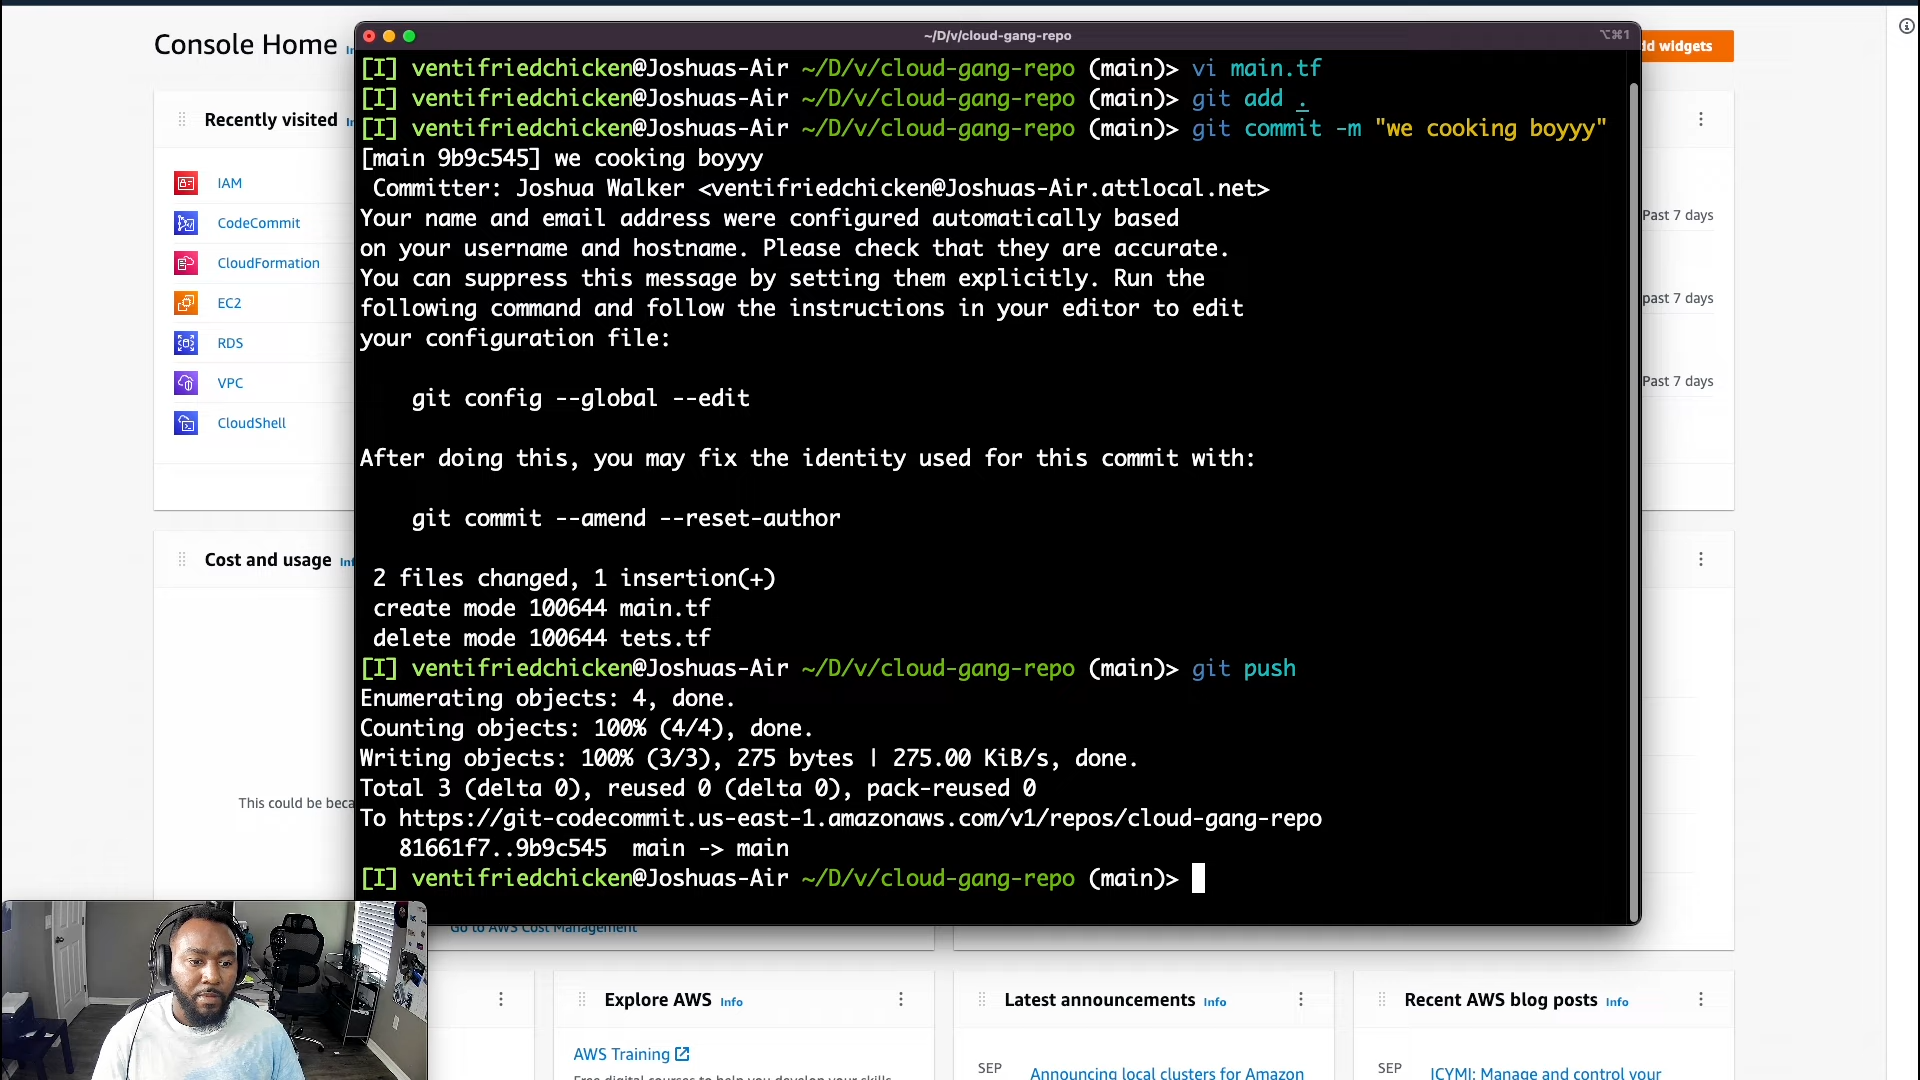 Console Home
~/D/v/cloud-gang-repo
⌥⌘1
dd widgets
Recently visited
IAM
CodeCommit
CloudFormation
EC2
RDS
VPC
CloudShell
Past 7 days
past 7 days
Past 7 days
[I] ventifriedchicken@Joshuas-Air ~/D/v/cloud-gang-repo (main)> vi main.tf
[I] ventifriedchicken@Joshuas-Air ~/D/v/cloud-gang-repo (main)> git add .
[I] ventifriedchicken@Joshuas-Air ~/D/v/cloud-gang-repo (main)> git commit -m "we cooking boyyy"
[main 9b9c545] we cooking boyyy
Committer: Joshua Walker <ventifriedchicken@Joshuas-Air.attlocal.net>
Your name and email address were configured automatically based
on your username and hostname. Please check that they are accurate.
You can suppress this message by setting them explicitly. Run the
following command and follow the instructions in your editor to edit
your configuration file:
git config --global --edit
After doing this, you may fix the identity used for this commit with:
git commit --amend --reset-author
2 files changed, 1 insertion(+)
create mode 100644 main.tf
delete mode 100644 tets.tf
[I] ventifriedchicken@Joshuas-Air ~/D/v/cloud-gang-repo (main)> git push
Enumerating objects: 4, done.
Counting objects: 100% (4/4), done.
Writing objects: 100% (3/3), 275 bytes | 275.00 KiB/s, done.
Total 3 (delta 0), reused 0 (delta 0), pack-reused 0
To https://git-codecommit.us-east-1.amazonaws.com/v1/repos/cloud-gang-repo
81661f7..9b9c545 main -> main
[I] ventifriedchicken@Joshuas-Air ~/D/v/cloud-gang-repo (main)>
Cost and usage Inf
This could be beca
Go to AWS Cost Management
Explore AWS Info
AWS Training
Free digital courses to help you develop your skills
Latest announcements Info
SEP
Announcing local clusters for Amazon
Recent AWS blog posts Info
SEP
ICYMI: Manage and control your